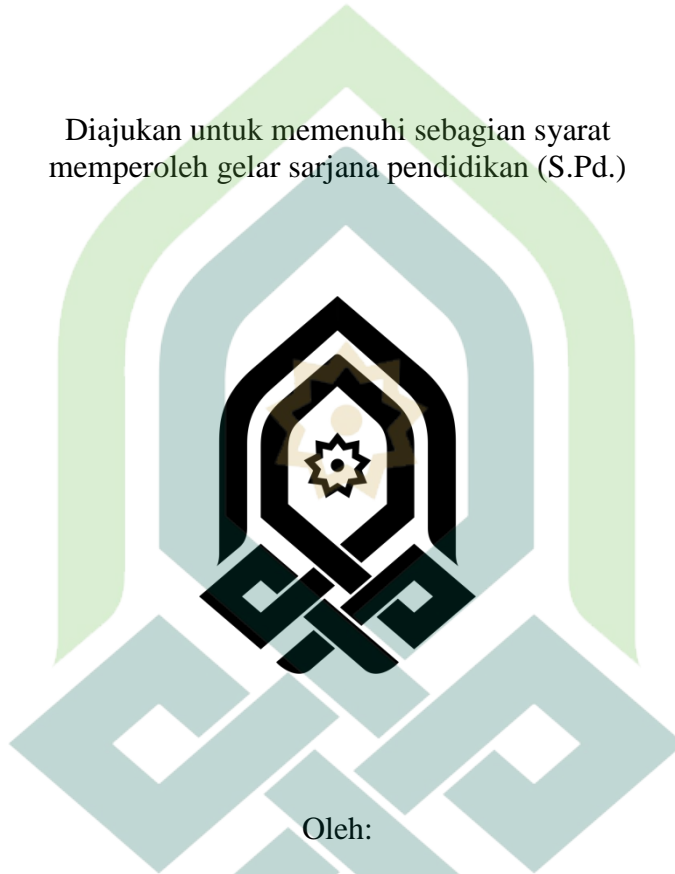 Diajukan untuk memenuhi sebagian syarat
memperoleh gelar sarjana pendidikan (S.Pd.)
Oleh: